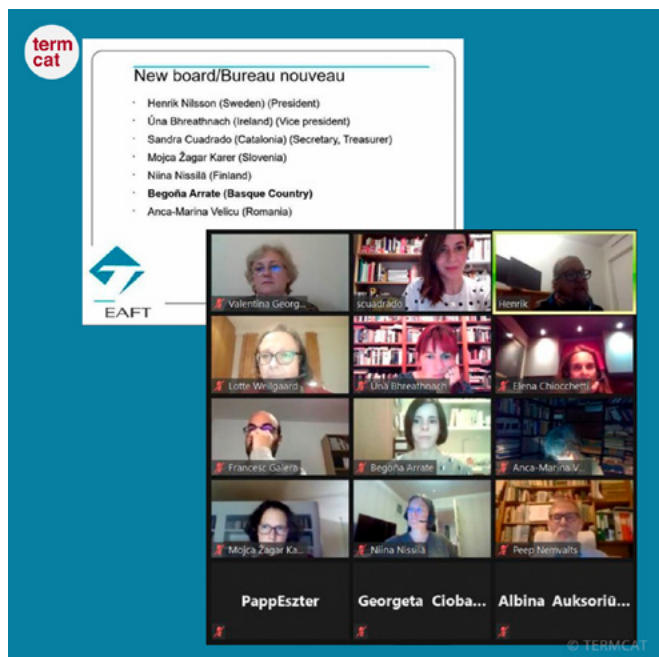 term
cat
New board/Bureau nouveau
· Henrik Nilsson (Sweden) (President)
· Úna Bhreathnach (Ireland) (Vice president)
· Sandra Cuadrado (Catalonia) (Secretary, Treasurer)
· Mojca Žagar Karer (Slovenia)
· Niina Nissilä (Finland)
· Begoña Arrate (Basque Country)
· Anca-Marina Velicu (Romania)
EAFT
Valentina Georg...
scuadrado
Henrik
Lotte Weilgaard
Úna Bhreathnach
Elena Chiocchetti
Francesc Galera
Begoña Arrate
Anca-Marina V...
Mojca Žagar Ka...
Niina Nissilä
Peep Nemvalts
PappEszter
Georgeta Cioba...
Albina Auksoriū...
© TERMCAT